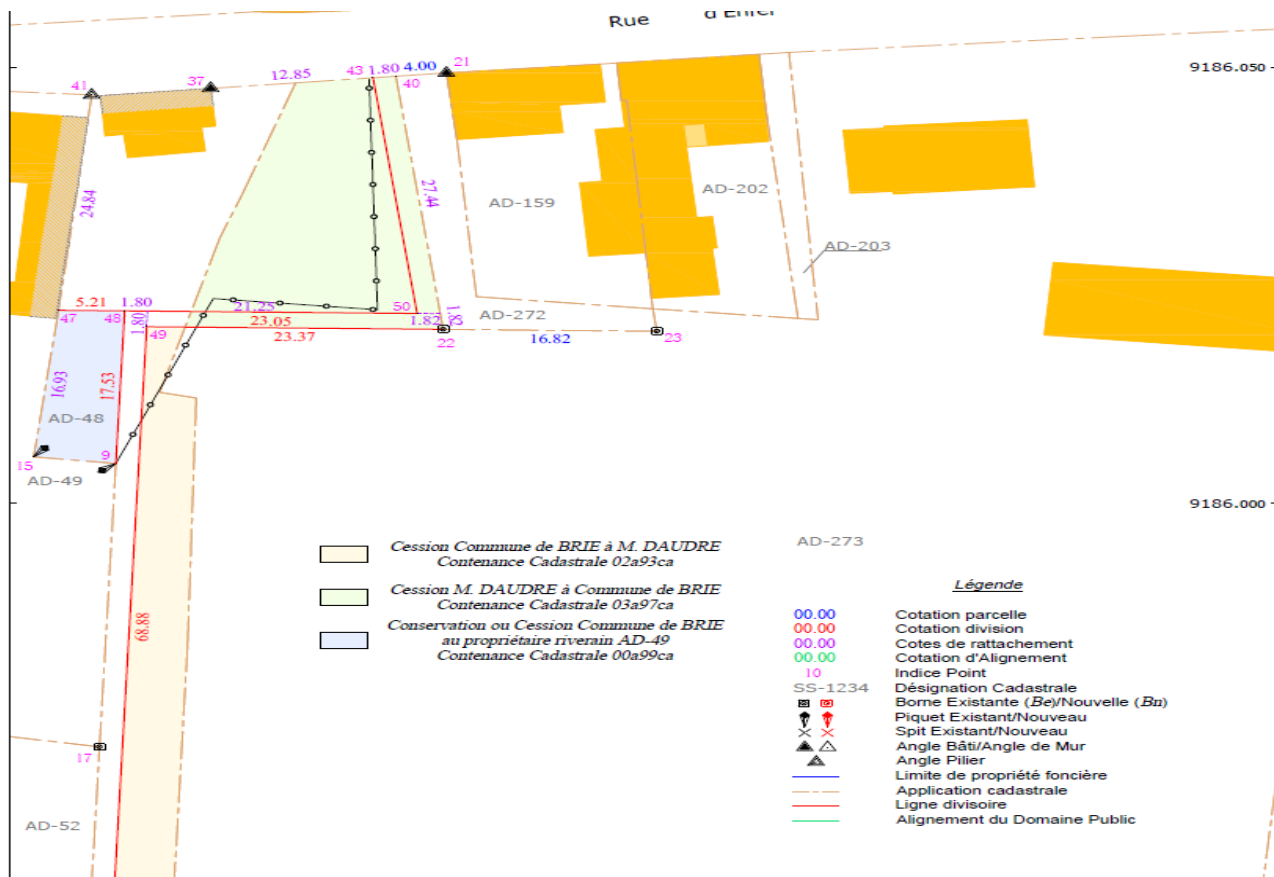 Rue d'Enfer
9186.050
41
37
12.85
43
1.80
4.00
40
21
24.84
27.44
AD-159
AD-202
AD-203
5.21
1.80
21.25
50
1.82
AD-272
47
48
1.80
49
23.05
1.82
23.37
22
16.82
23
16.93
17.53
AD-48
15
9
AD-49
9186.000
AD-273
Cession Commune de BRIE à M. DAUDRE
Contenance Cadastrale 02a93ca
Cession M. DAUDRE à Commune de BRIE
Contenance Cadastrale 03a97ca
Conservation ou Cession Commune de BRIE
au propriétaire riverain AD-49
Contenance Cadastrale 00a99ca
68.88
17
AD-52
Légende
00.00 Cotation parcelle
00.00 Cotation division
00.00 Cotes de rattachement
00.00 Cotation d'Alignement
10 Indice Point
SS-1234 Désignation Cadastrale
Borne Existante (Be)/Nouvelle (Bn)
Piquet Existant/Nouveau
Spit Existant/Nouveau
Angle Bâti/Angle de Mur
Angle Pilier
Limite de propriété foncière
Application cadastrale
Ligne divisoire
Alignement du Domaine Public